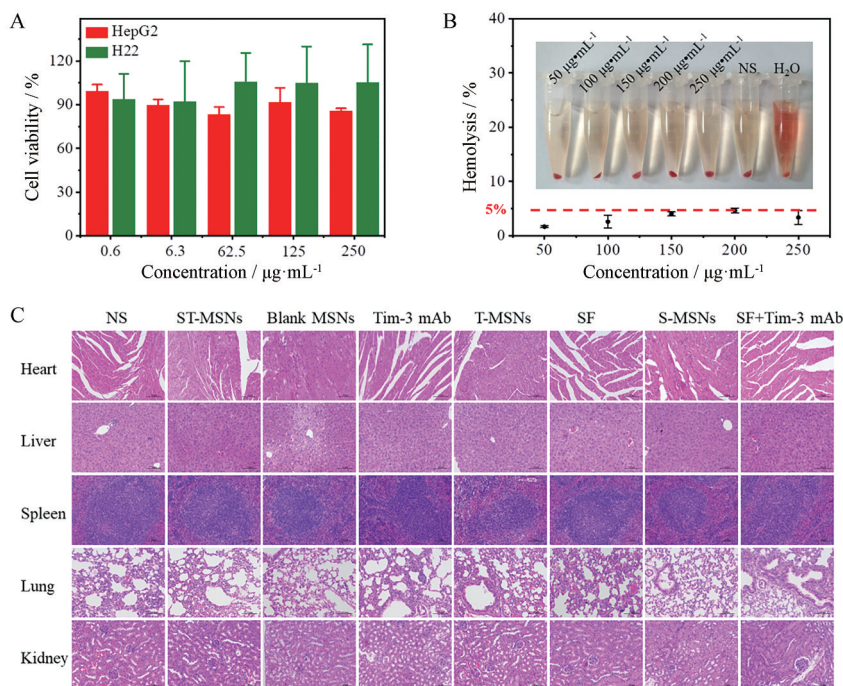 A
HepG2
H22
120
90
60
30
0
Cell viability / %
0.6 6.3 62.5 125 250
Concentration / μg·mL-1
B
50 μg•mL-1
100 μg•mL-1
150 μg•mL-1
200 μg•mL-1
250 μg•mL-1
NS
H2O
40
30
20
10
5%
0
Hemolysis / %
50 100 150 200 250
Concentration / μg·mL-1
C
NS ST-MSNs Blank MSNs Tim-3 mAb T-MSNs SF S-MSNs SF+Tim-3 mAb
Heart
Liver
Spleen
Lung
Kidney